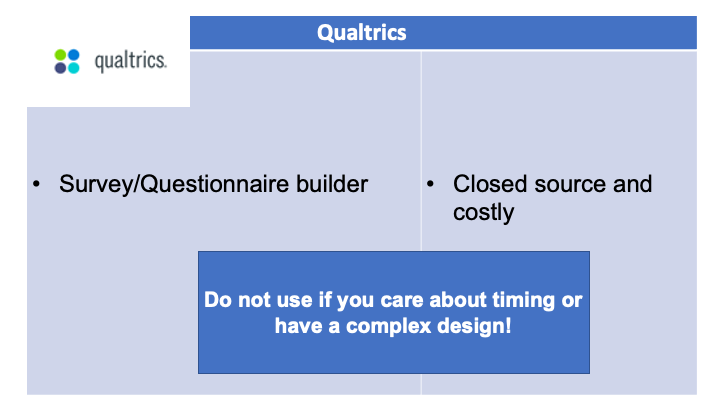 Qualtrics
qualtrics.
• Survey/Questionnaire builder
• Closed source and
costly
Do not use if you care about timing or
have a complex design!